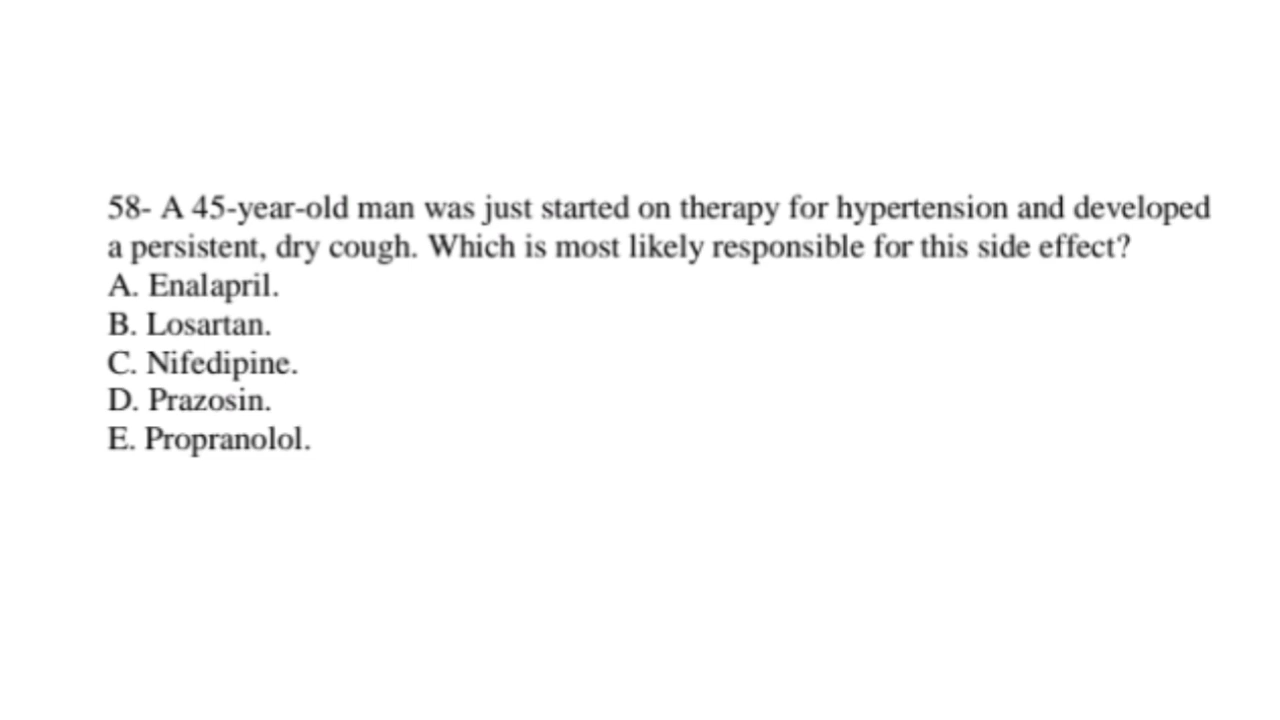 58- A 45-year-old man was just started on therapy for hypertension and developed
a persistent, dry cough. Which is most likely responsible for this side effect?
A. Enalapril.
B. Losartan.
C. Nifedipine.
D. Prazosin.
E. Propranolol.